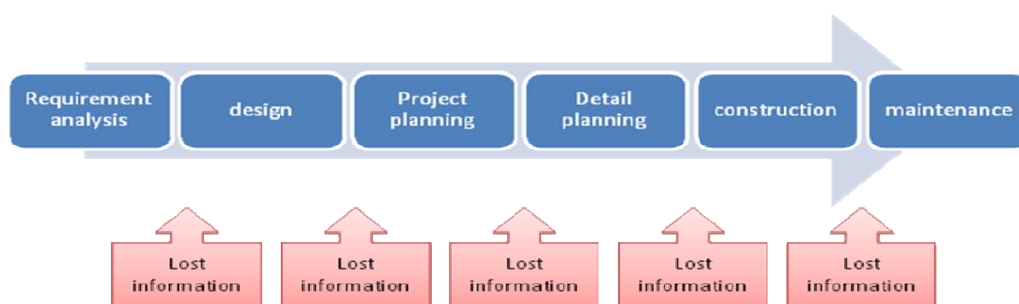 Requirement
analysis
design
Project
planning
Detail
planning
construction
maintenance
Lost
information
Lost
information
Lost
information
Lost
information
Lost
information